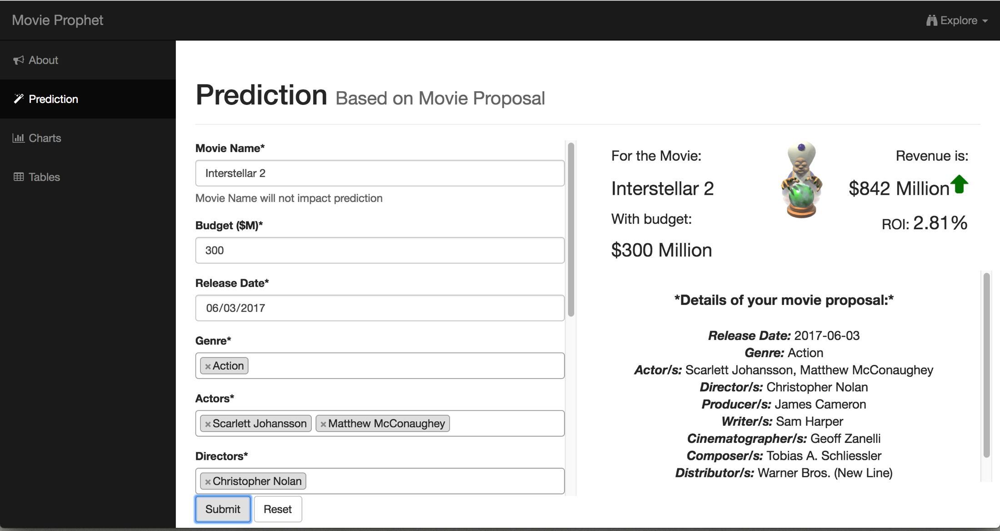 Movie Prophet
Explore
About
Prediction
Charts
Tables
Prediction Based on Movie Proposal
Movie Name*
Interstellar 2
Movie Name will not impact prediction
Budget ($M)*
300
Release Date*
06/03/2017
Genre*
×Action
Actors*
×Scarlett Johansson ×Matthew McConaughey
Directors*
×Christopher Nolan
Submit Reset
For the Movie:
Interstellar 2
With budget:
$300 Million
Revenue is:
$842 Million
ROI: 2.81%
*Details of your movie proposal:*
Release Date: 2017-06-03
Genre: Action
Actor/s: Scarlett Johansson, Matthew McConaughey
Director/s: Christopher Nolan
Producer/s: James Cameron
Writer/s: Sam Harper
Cinematographer/s: Geoff Zanelli
Composer/s: Tobias A. Schliessler
Distributor/s: Warner Bros. (New Line)